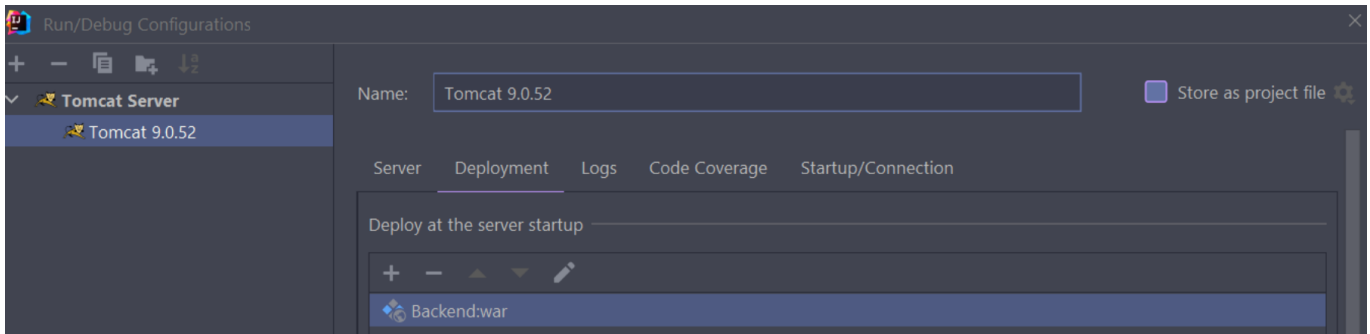 Run/Debug Configurations
Tomcat Server
Tomcat 9.0.52
Name: Tomcat 9.0.52 Store as project file
Server Deployment Logs Code Coverage Startup/Connection
Deploy at the server startup
Backend:war